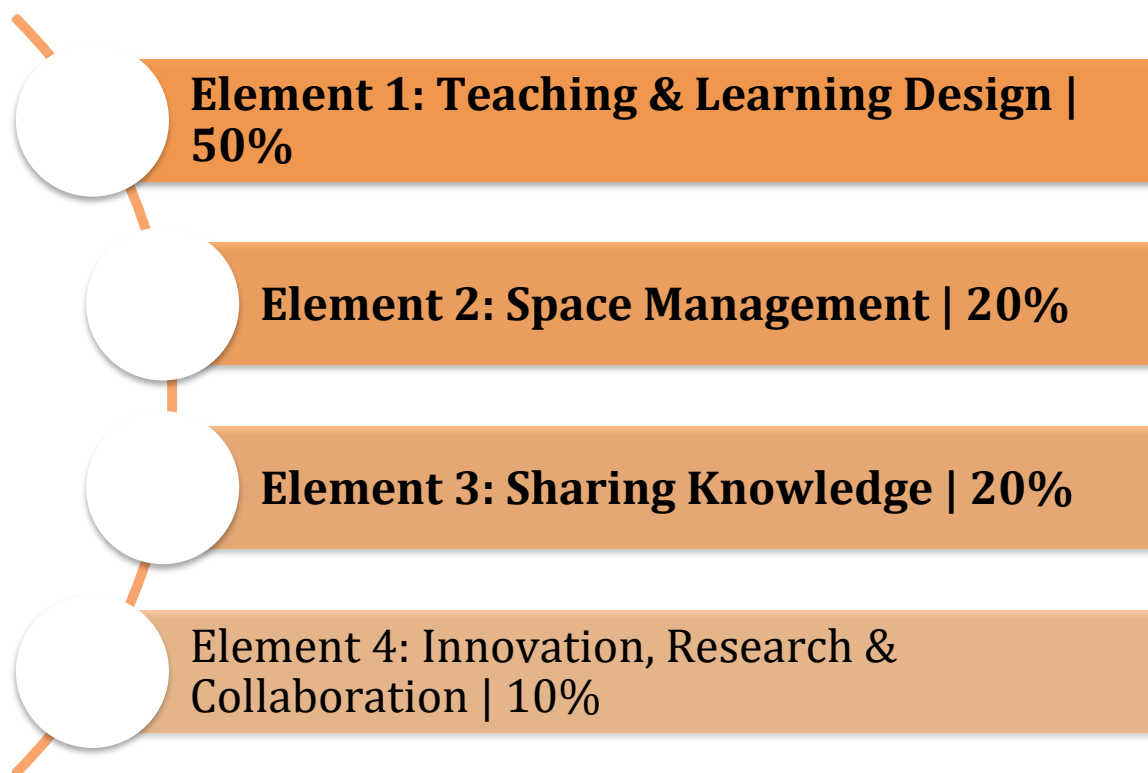 Element 1: Teaching & Learning Design |
50%
Element 2: Space Management | 20%
Element 3: Sharing Knowledge | 20%
Element 4: Innovation, Research &
Collaboration | 10%